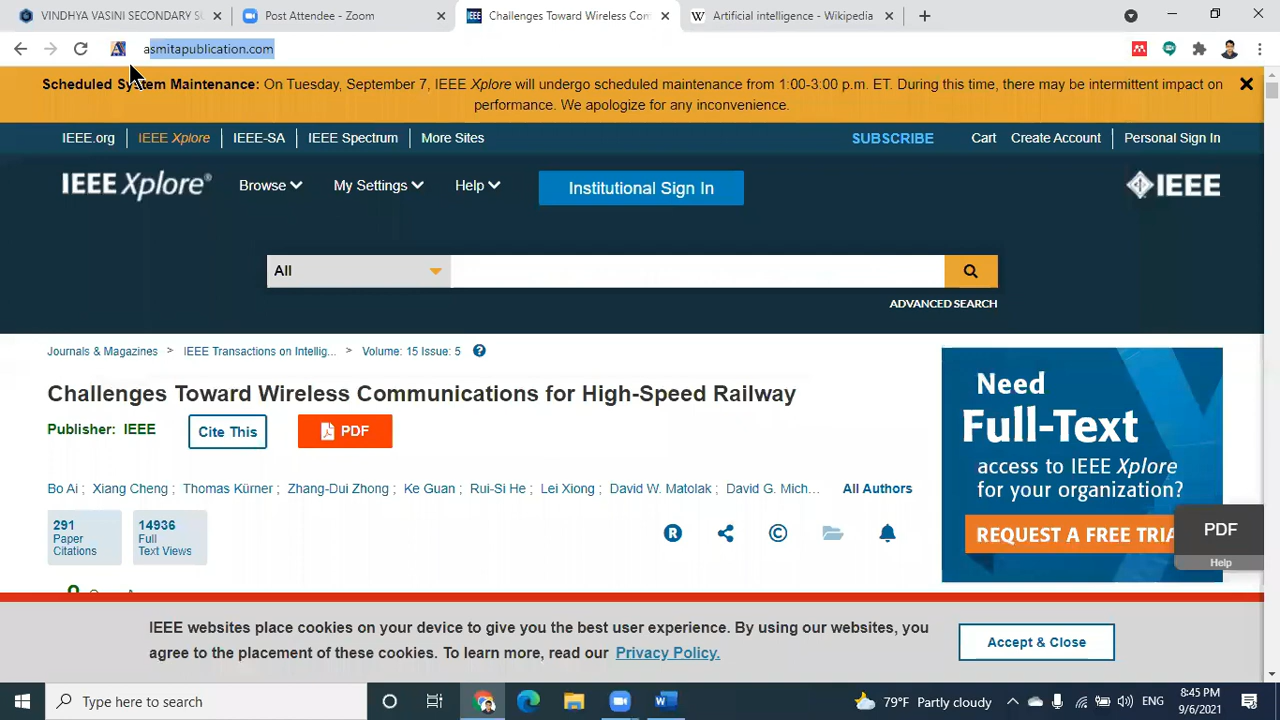 VINDHYA VASINI SECONDARY S
Post Attendee - Zoom
Challenges Toward Wireless Com
Artificial intelligence - Wikipedia
asmitapublication.com
Scheduled System Maintenance: On Tuesday, September 7, IEEE Xplore will undergo scheduled maintenance from 1:00-3:00 p.m. ET. During this time, there may be intermittent impact on
performance. We apologize for any inconvenience.
IEEE.org IEEE Xplore IEEE-SA IEEE Spectrum More Sites SUBSCRIBE Cart Create Account Personal Sign In
IEEE Xplore® Browse My Settings Help Institutional Sign In IEEE
All
ADVANCED SEARCH
Journals & Magazines > IEEE Transactions on Intellig... > Volume: 15 Issue: 5
Challenges Toward Wireless Communications for High-Speed Railway
Publisher: IEEE Cite This PDF
Bo Ai ; Xiang Cheng ; Thomas Kürner ; Zhang-Dui Zhong ; Ke Guan ; Rui-Si He ; Lei Xiong ; David W. Matolak ; David G. Mich... All Authors
291
Paper
Citations
14936
Full
Text Views
Need
Full-Text
access to IEEE Xplore
for your organization?
REQUEST A FREE TRIA
PDF
Help
IEEE websites place cookies on your device to give you the best user experience. By using our websites, you
agree to the placement of these cookies. To learn more, read our Privacy Policy.
Accept & Close
Type here to search
79°F Partly cloudy
ENG
8:45 PM
9/6/2021